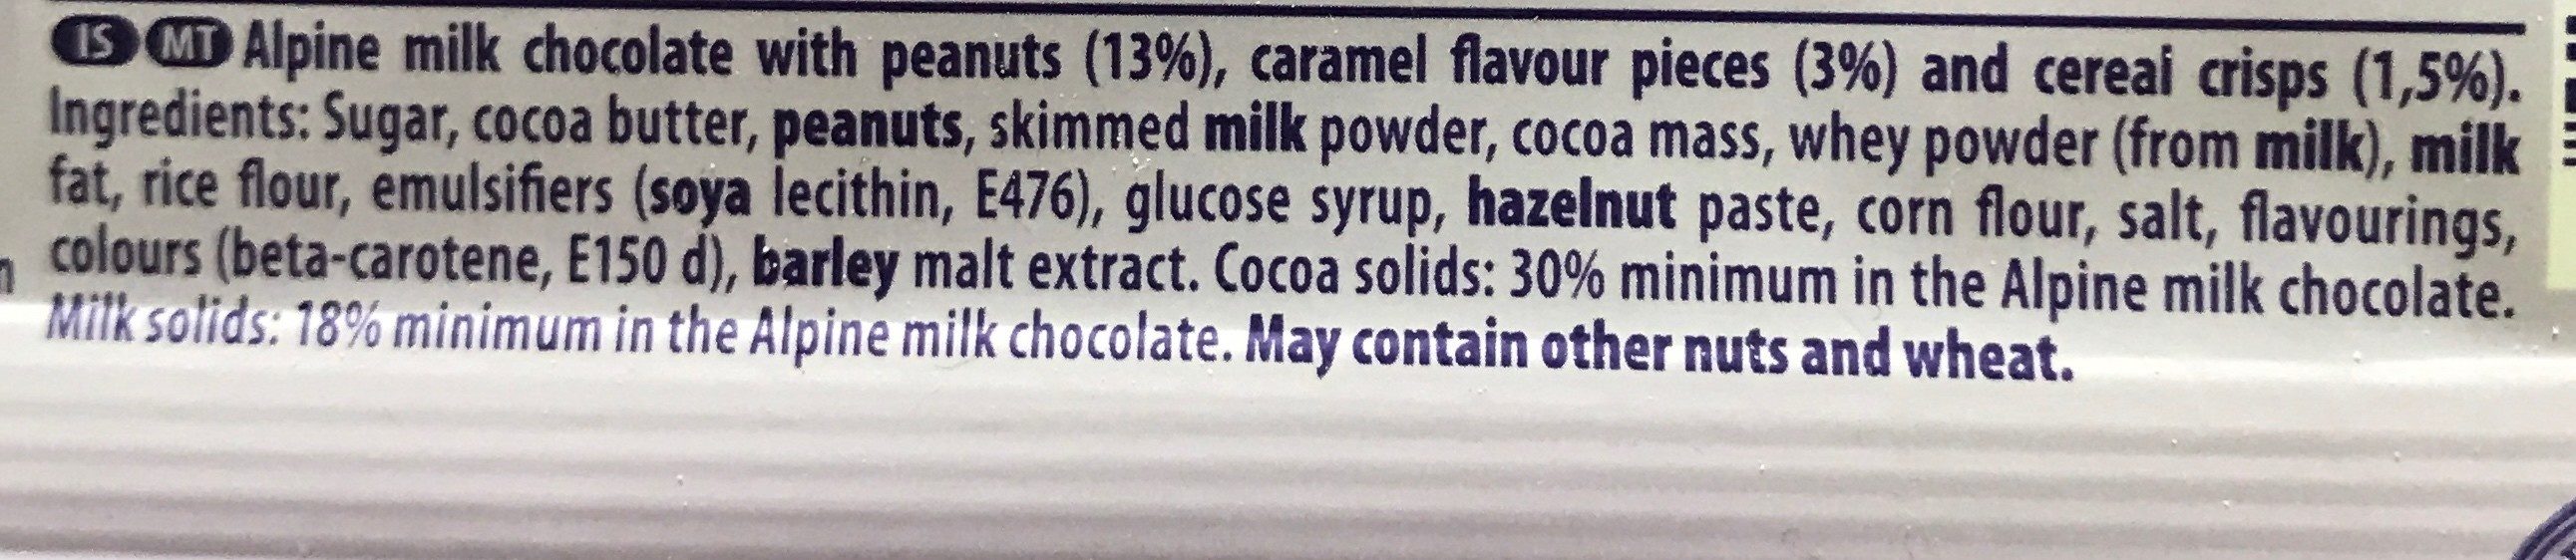 IS MT Alpine milk chocolate with peanuts (13%), caramel flavour pieces (3%) and cereal crisps (1,5%).
Ingredients: Sugar, cocoa butter, peanuts, skimmed milk powder, cocoa mass, whey powder (from milk), milk
fat, rice flour, emulsifiers (soya lecithin, E476), glucose syrup, hazelnut paste, corn flour, salt, flavourings,
colours (beta-carotene, E150 d), barley malt extract. Cocoa solids: 30% minimum in the Alpine milk chocolate.
Milk solids: 18% minimum in the Alpine milk chocolate. May contain other nuts and wheat.